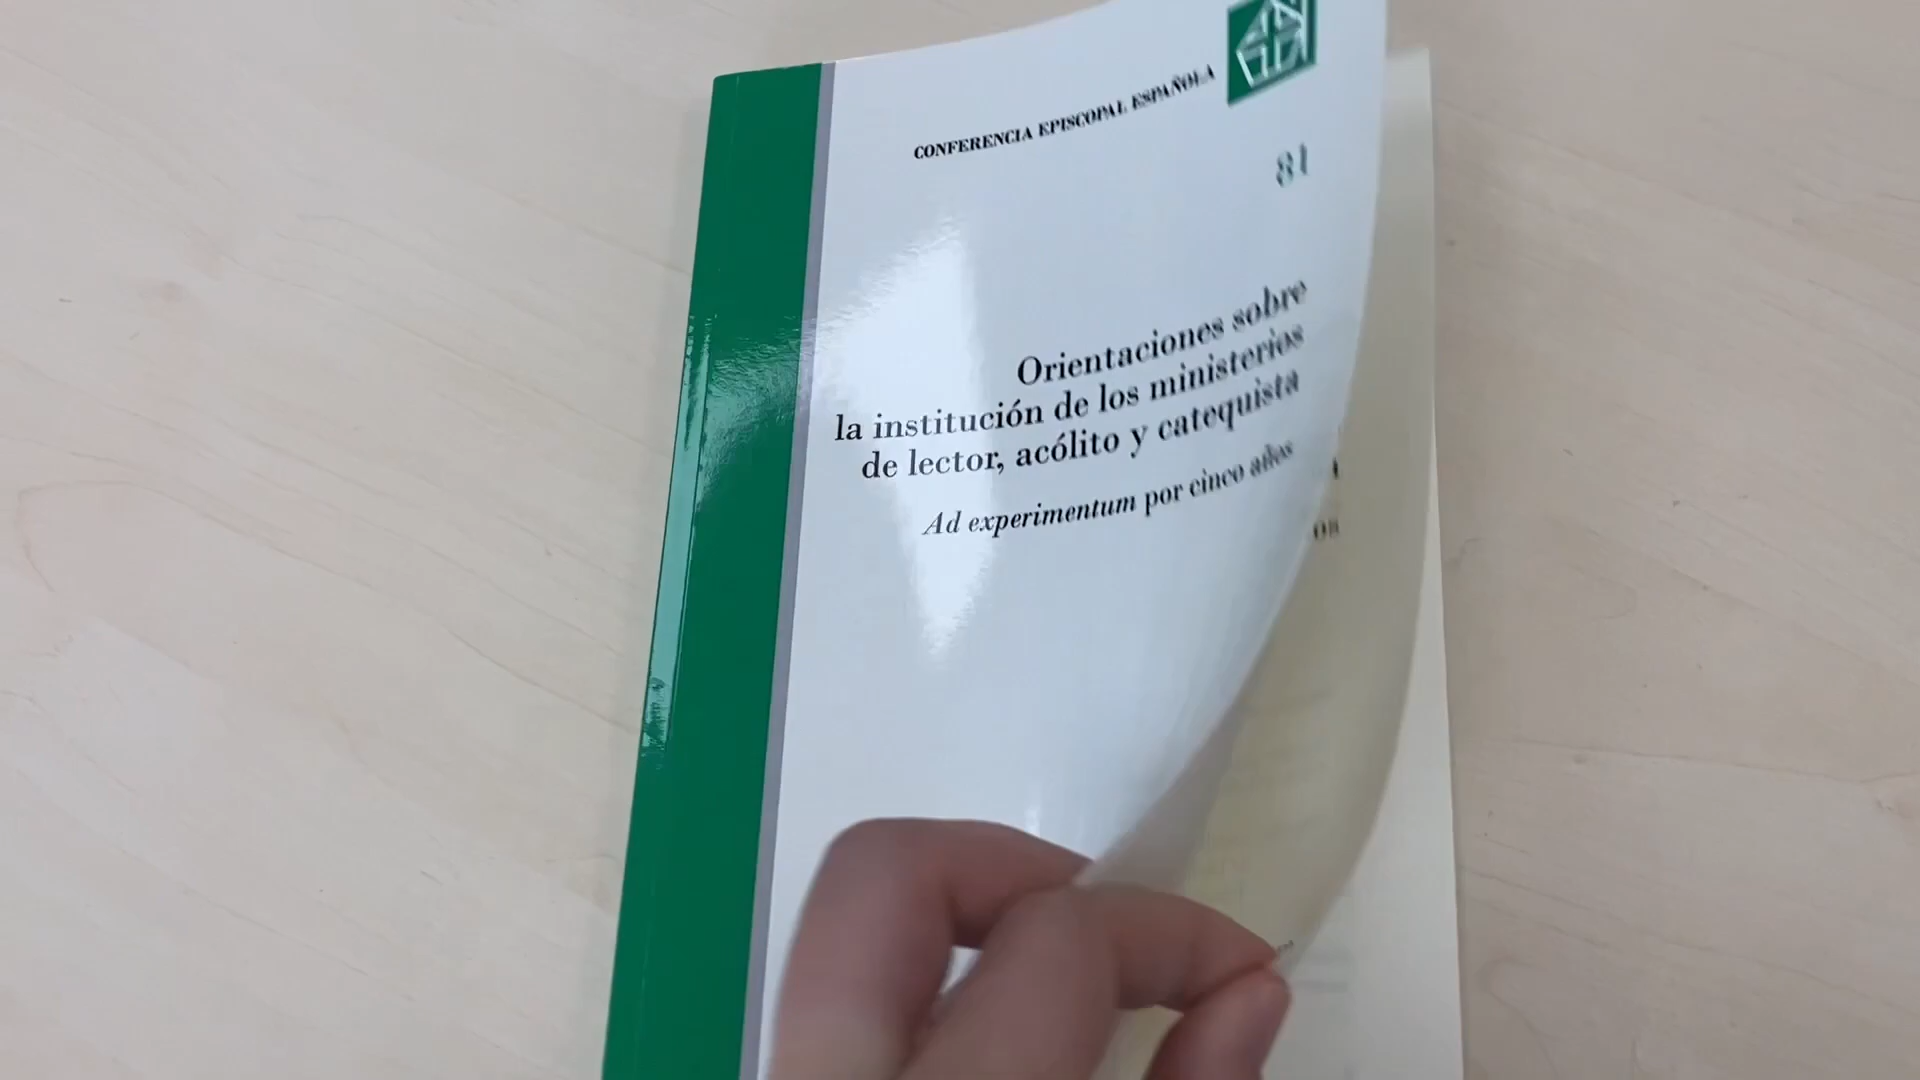 CONFERENCIA EPISCOPAL ESPAÑOLA
81
Orientaciones sobre
la institución de los ministerios
de lector, acólito y catequista
Ad experimentum por cinco años